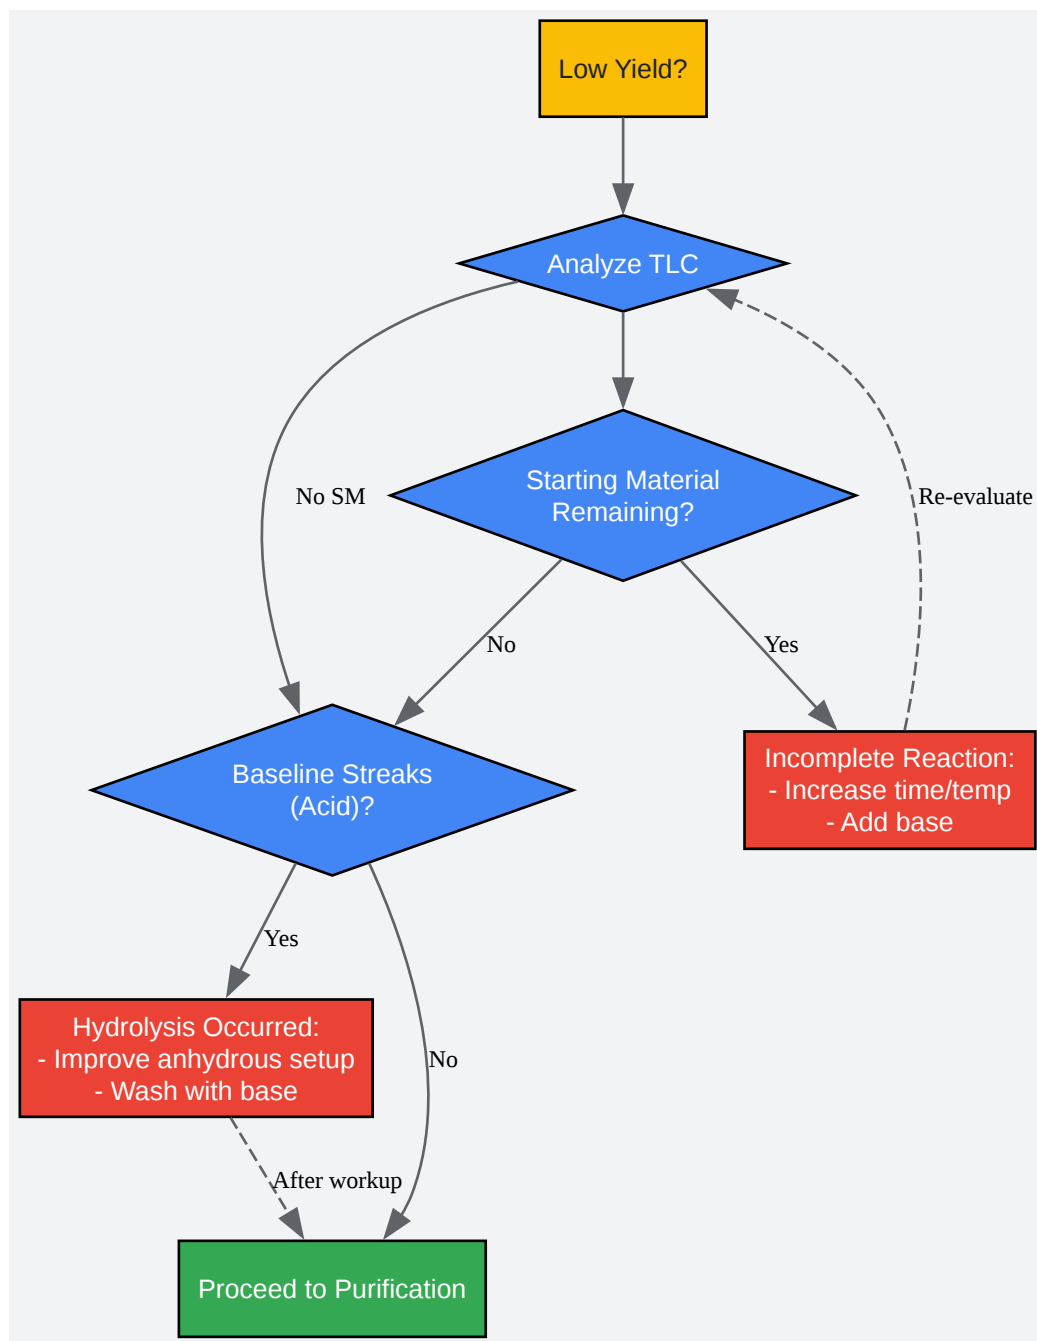 Low Yield?
Analyze TLC
Starting Material
Remaining?
No SM
Re-evaluate
No
Yes
Baseline Streaks
(Acid)?
Incomplete Reaction:
- Increase time/temp
- Add base
Yes
Hydrolysis Occurred:
- Improve anhydrous setup
- Wash with base
No
After workup
Proceed to Purification